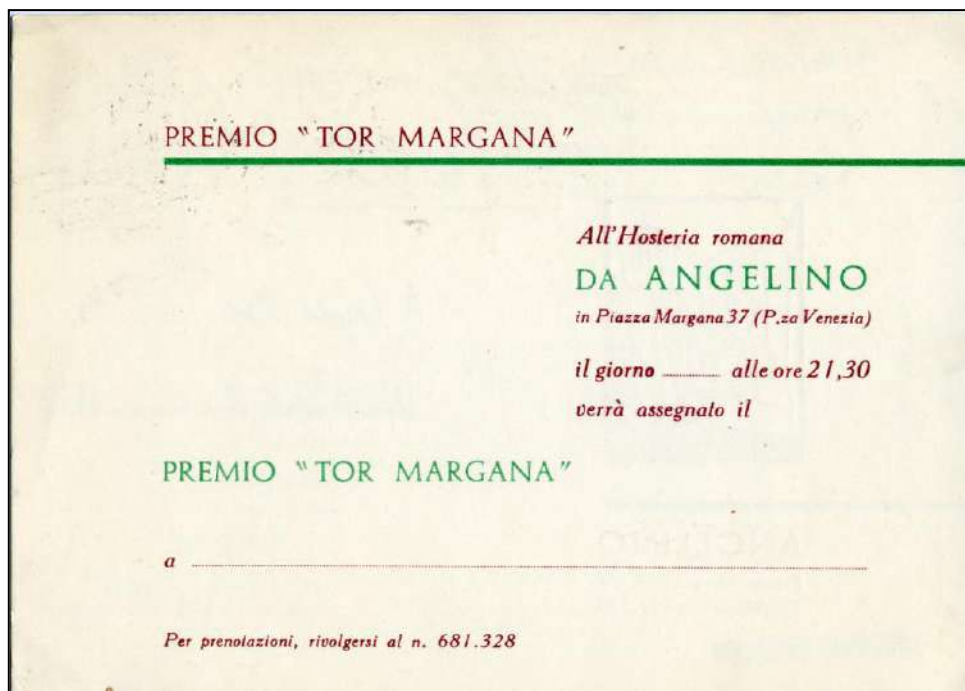 PREMIO "TOR MARGANA"
All'Hosteria romana
DA ANGELINO
in Piazza Margana 37 (P.za Venezia)
il giorno ............ alle ore 21,30
verrà assegnato il
PREMIO "TOR MARGANA"
a ............................................................
Per prenotazioni, rivolgersi al n. 681.328